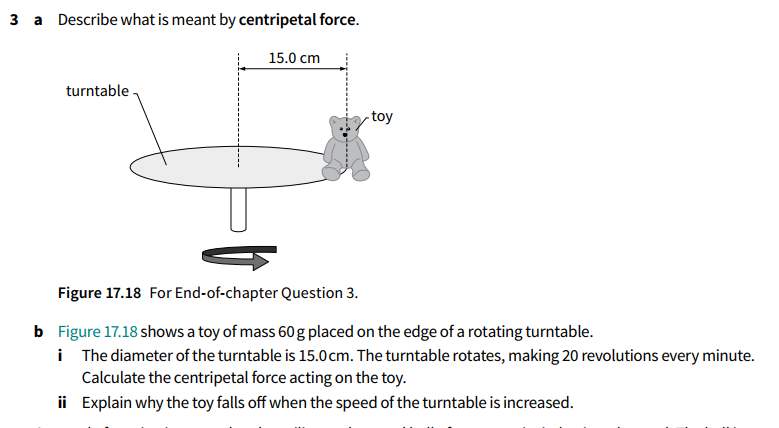 3 a Describe what is meant by centripetal force.
15.0 cm
turntable
toy
Figure 17.18 For End-of-chapter Question 3.
b Figure 17.18 shows a toy of mass 60 g placed on the edge of a rotating turntable.
i The diameter of the turntable is 15.0 cm. The turntable rotates, making 20 revolutions every minute.
Calculate the centripetal force acting on the toy.
ii Explain why the toy falls off when the speed of the turntable is increased.